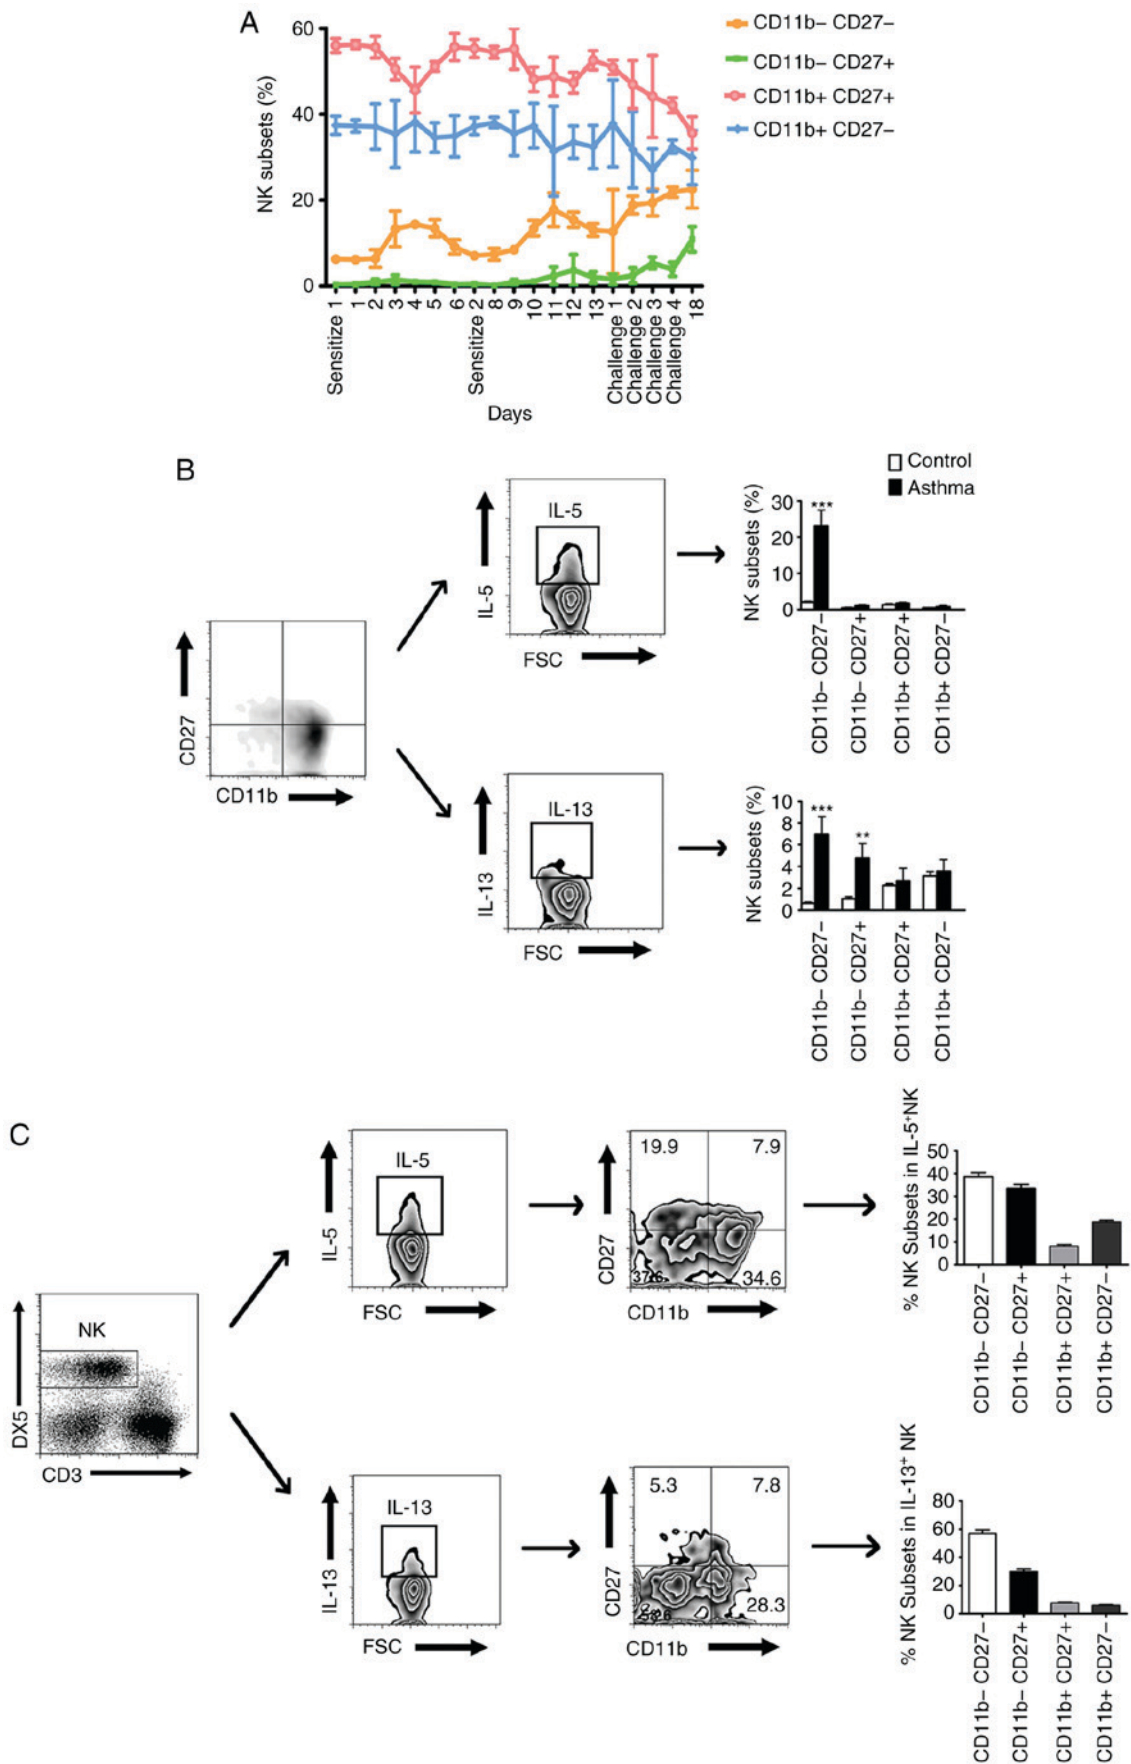 A
CD11b– CD27–
CD11b– CD27+
CD11b+ CD27+
CD11b+ CD27–
NK subsets (%)
60
40
20
0
Sensitize 1
1
2
3
4
5
6
Sensitize 2
8
9
10
11
12
13
Challenge 1
Challenge 2
Challenge 3
Challenge 4
18
Days
B
Control
Asthma
CD27
CD11b
IL-5
IL-5
FSC
NK subsets (%)
30
20
10
0
***
CD11b– CD27–
CD11b– CD27+
CD11b+ CD27+
CD11b+ CD27–
IL-13
IL-13
FSC
NK subsets (%)
10
8
6
4
2
0
***
**
CD11b– CD27–
CD11b– CD27+
CD11b+ CD27+
CD11b+ CD27–
C
NK
DX5
CD3
IL-5
IL-5
FSC
19.9
7.9
37.6
34.6
CD27
CD11b
% NK Subsets in IL-5⁺NK
50
40
30
20
10
0
CD11b– CD27–
CD11b– CD27+
CD11b+ CD27+
CD11b+ CD27–
IL-13
IL-13
FSC
5.3
7.8
28.3
CD27
CD11b
% NK Subsets in IL-13⁺ NK
80
60
40
20
0
CD11b– CD27–
CD11b– CD27+
CD11b+ CD27+
CD11b+ CD27–